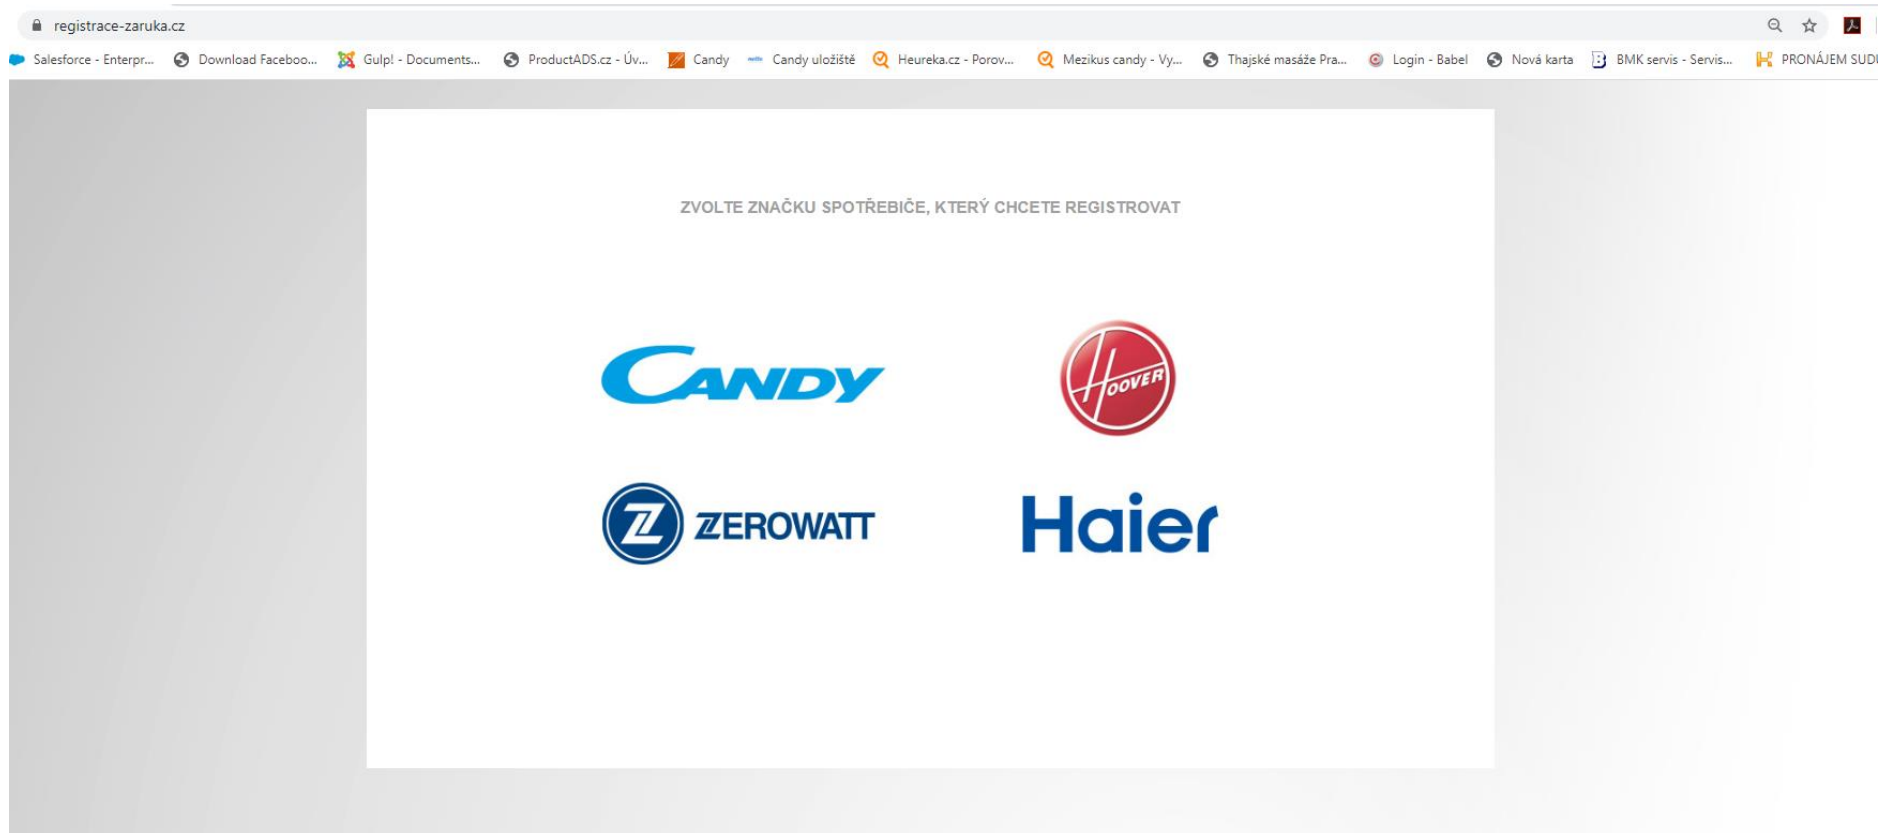 registrace-zaruka.cz
Salesforce - Enterpr... Download Faceboo... Gulp! - Documents... ProductADS.cz - Úv... Candy Candy uložiště Heureka.cz - Porov... Mezikus candy - Vy... Thajské masáže Pra... Login - Babel Nová karta BMK servis - Servis... PRONÁJEM SUDU
ZVOLTE ZNAČKU SPOTŘEBIČE, KTERÝ CHCETE REGISTROVAT
CANDY HOOVER
Z ZEROWATT Haier